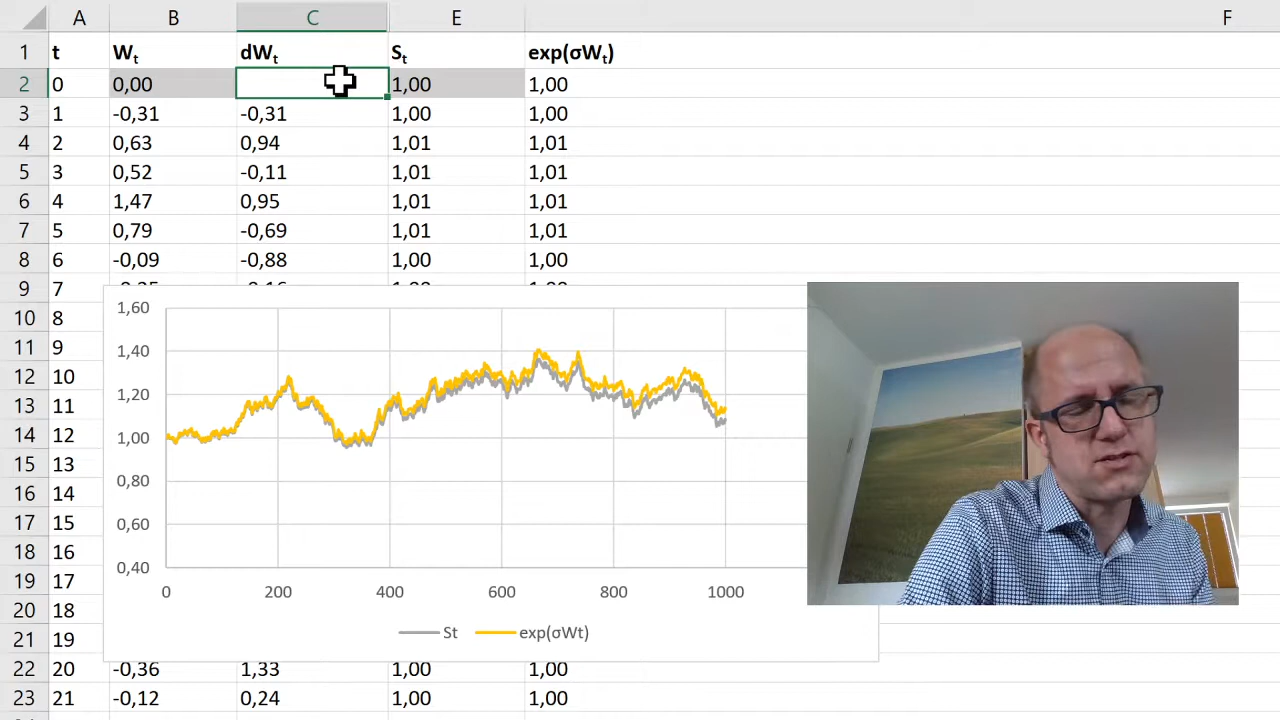 A B C E F
1 t Wt dWt St exp(σWt)
2 0 0,00 1,00 1,00
3 1 -0,31 -0,31 1,00 1,00
4 2 0,63 0,94 1,01 1,01
5 3 0,52 -0,11 1,01 1,01
6 4 1,47 0,95 1,01 1,01
7 5 0,79 -0,69 1,01 1,01
8 6 -0,09 -0,88 1,00 1,00
9 7
10 8
11 9
12 10
13 11
14 12
15 13
16 14
17 15
18 16
19 17
20 18
21 19
22 20 -0,36 1,33 1,00 1,00
23 21 -0,12 0,24 1,00 1,00
1,60
1,40
1,20
1,00
0,80
0,60
0,40
0 200 400 600 800 1000
St exp(σWt)